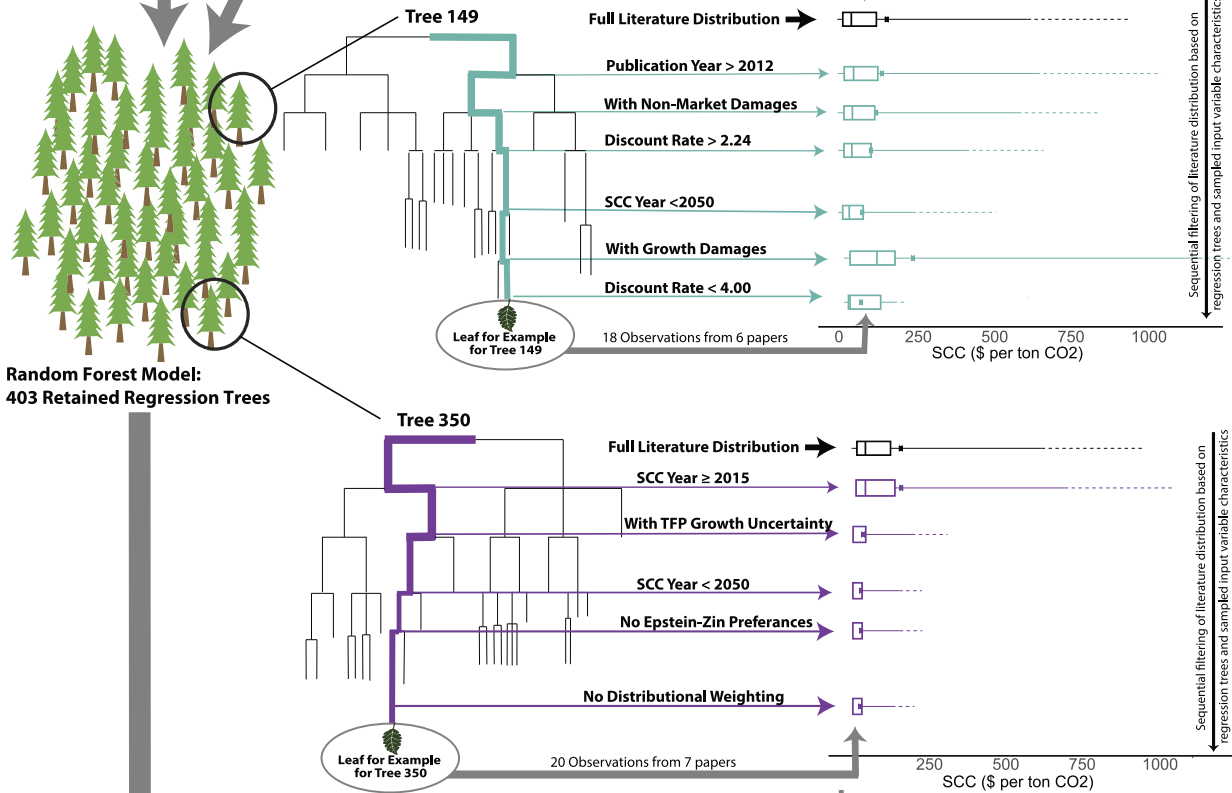 Tree 149
Full Literature Distribution
Publication Year > 2012
With Non-Market Damages
Discount Rate > 2.24
SCC Year <2050
With Growth Damages
Discount Rate < 4.00
Leaf for Example
for Tree 149
18 Observations from 6 papers
0 250 500 750 1000
SCC ($ per ton CO2)
Sequential filtering of literature distribution based on
regression trees and sampled input variable characteristics
Random Forest Model:
403 Retained Regression Trees
Tree 350
Full Literature Distribution
SCC Year ≥ 2015
With TFP Growth Uncertainty
SCC Year < 2050
No Epstein-Zin Preferances
No Distributional Weighting
Leaf for Example
for Tree 350
20 Observations from 7 papers
250 500 750 1000
SCC ($ per ton CO2)
Sequential filtering of literature distribution based on
regression trees and sampled input variable characteristics